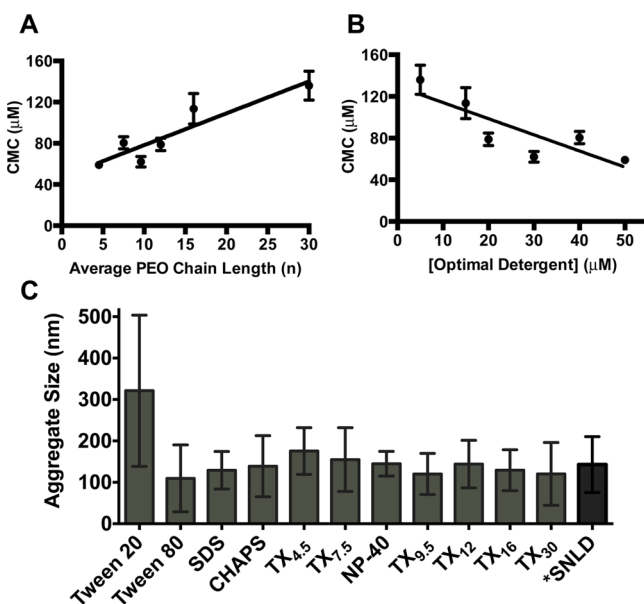 A
160
120
80
40
0
CMC (μM)
0 5 10 15 20 25 30
Average PEO Chain Length (n)
B
160
120
80
40
0
CMC (μM)
0 10 20 30 40 50
[Optimal Detergent] (μM)
C
500
400
300
200
100
0
Aggregate Size (nm)
Tween 20
Tween 80
SDS
CHAPS
TX4.5
TX7.5
NP-40
TX9.5
TX12
TX16
TX30
*SNLD